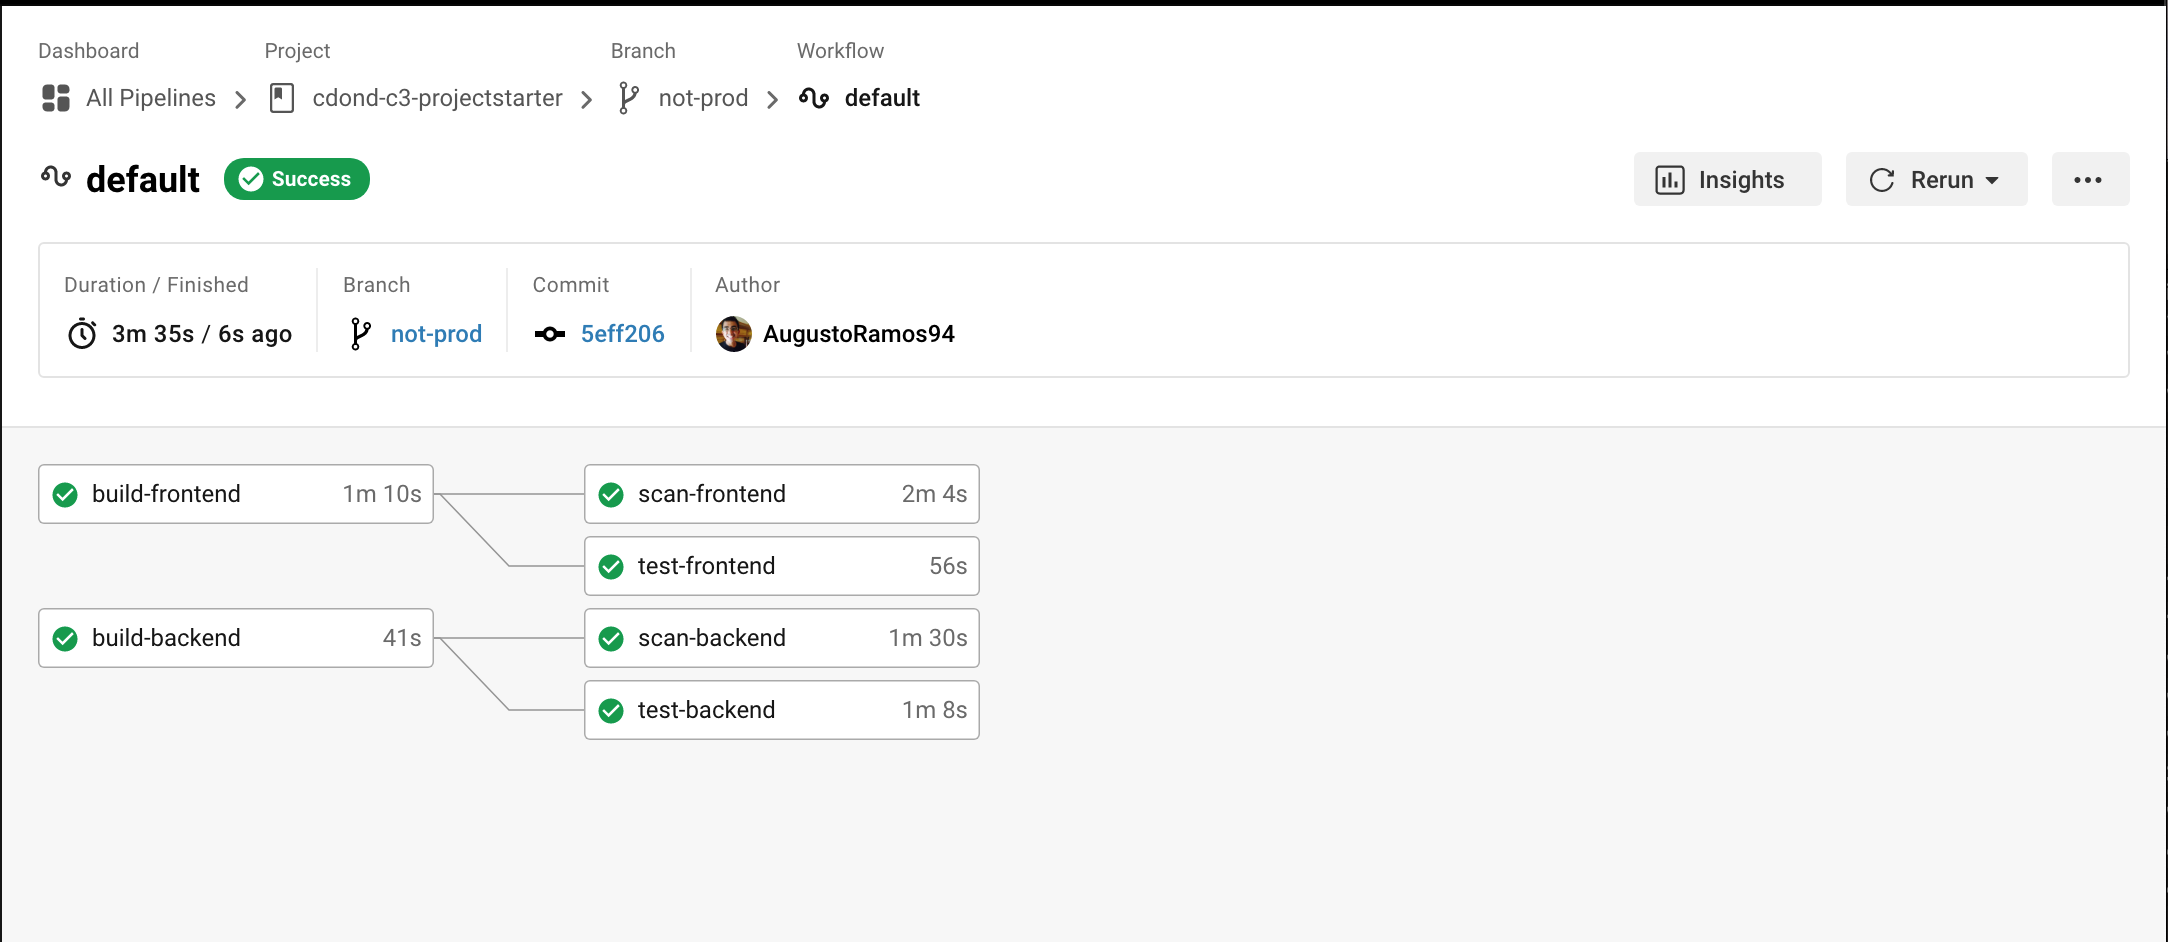 Dashboard Project Branch Workflow
All Pipelines cdond-c3-projectstarter not-prod default
default Success Insights Rerun
Duration / Finished Branch Commit Author
3m 35s / 6s ago not-prod 5eff206 AugustoRamos94
build-frontend 1m 10s scan-frontend 2m 4s
test-frontend 56s
build-backend 41s scan-backend 1m 30s
test-backend 1m 8s